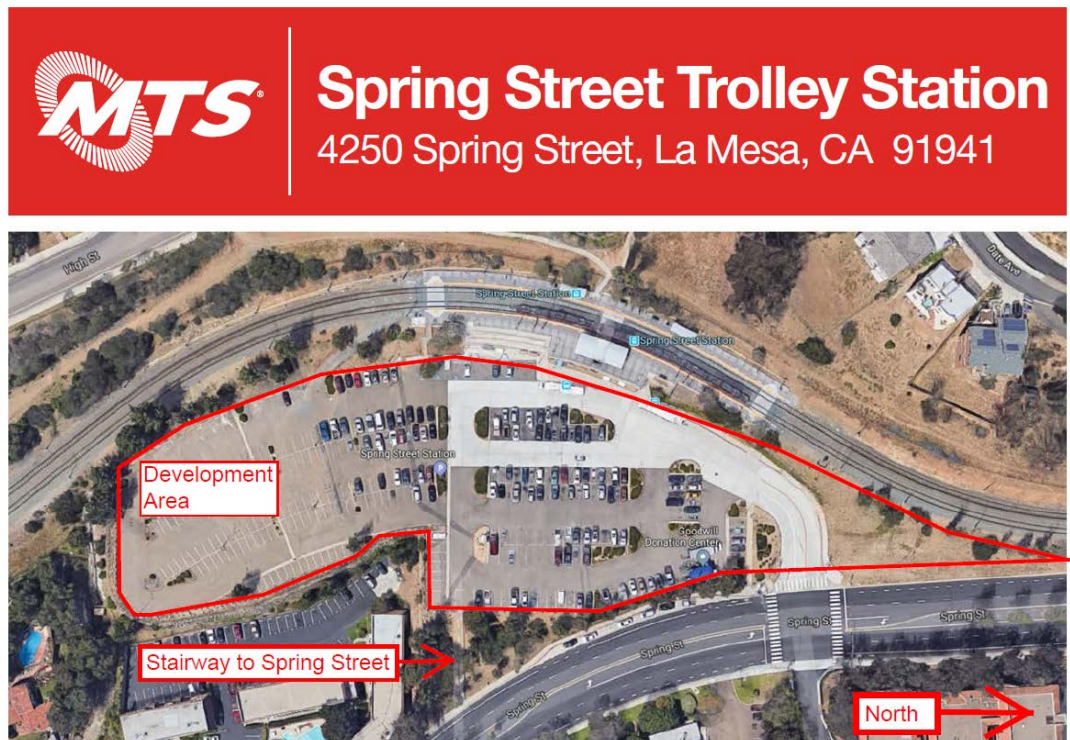 MTS®
Spring Street Trolley Station
4250 Spring Street, La Mesa, CA 91941
High St
Date Ave
Spring Street Station
Spring Street Station
Spring Street Station
Development
Area
Goodwill
Donation Center
Stairway to Spring Street
Spring St
Spring St
Spring St
Spring St
North